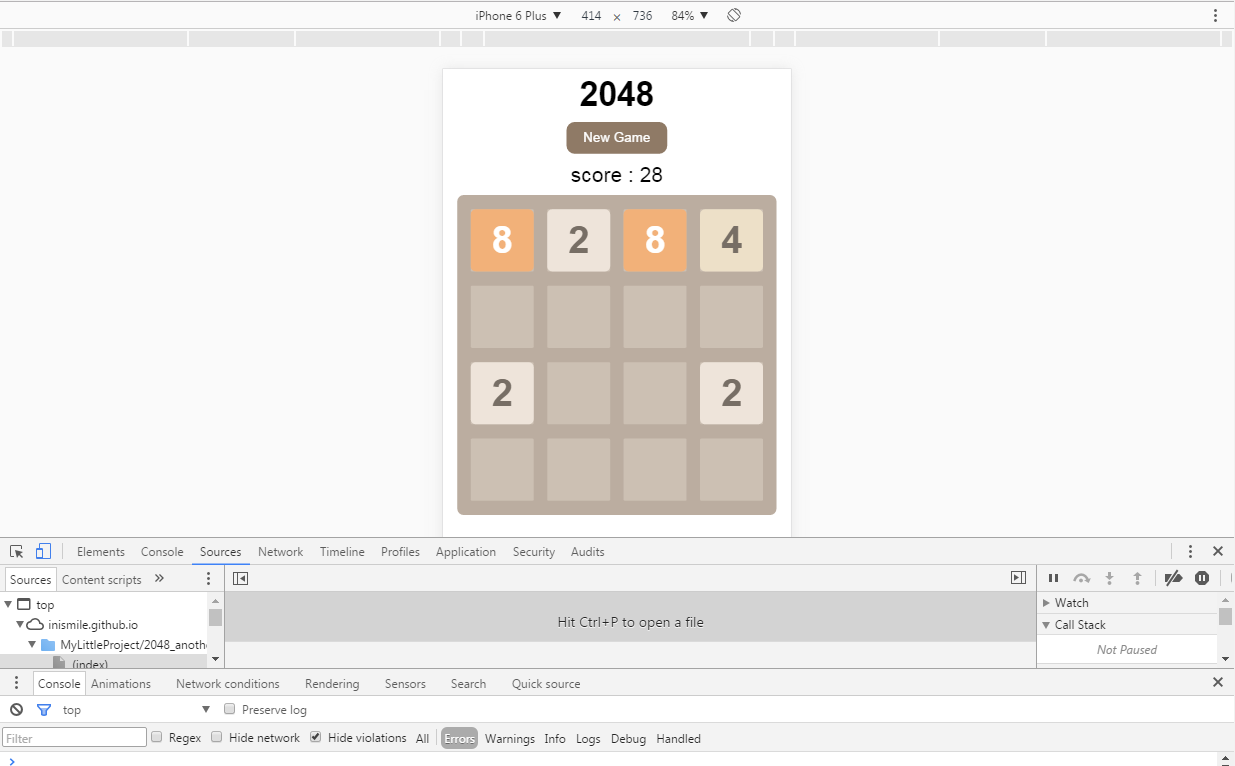 iPhone 6 Plus ▼ 414 × 736 84% ▼
2048
New Game
score : 28
8 2 8 4
2 2
Elements Console Sources Network Timeline Profiles Application Security Audits
Sources Content scripts »
top
inismile.github.io
MyLittleProject/2048_anoth
(index)
Hit Ctrl+P to open a file
Watch
Call Stack
Not Paused
Console Animations Network conditions Rendering Sensors Search Quick source
top ▼ Preserve log
Filter Regex Hide network Hide violations All Errors Warnings Info Logs Debug Handled
>